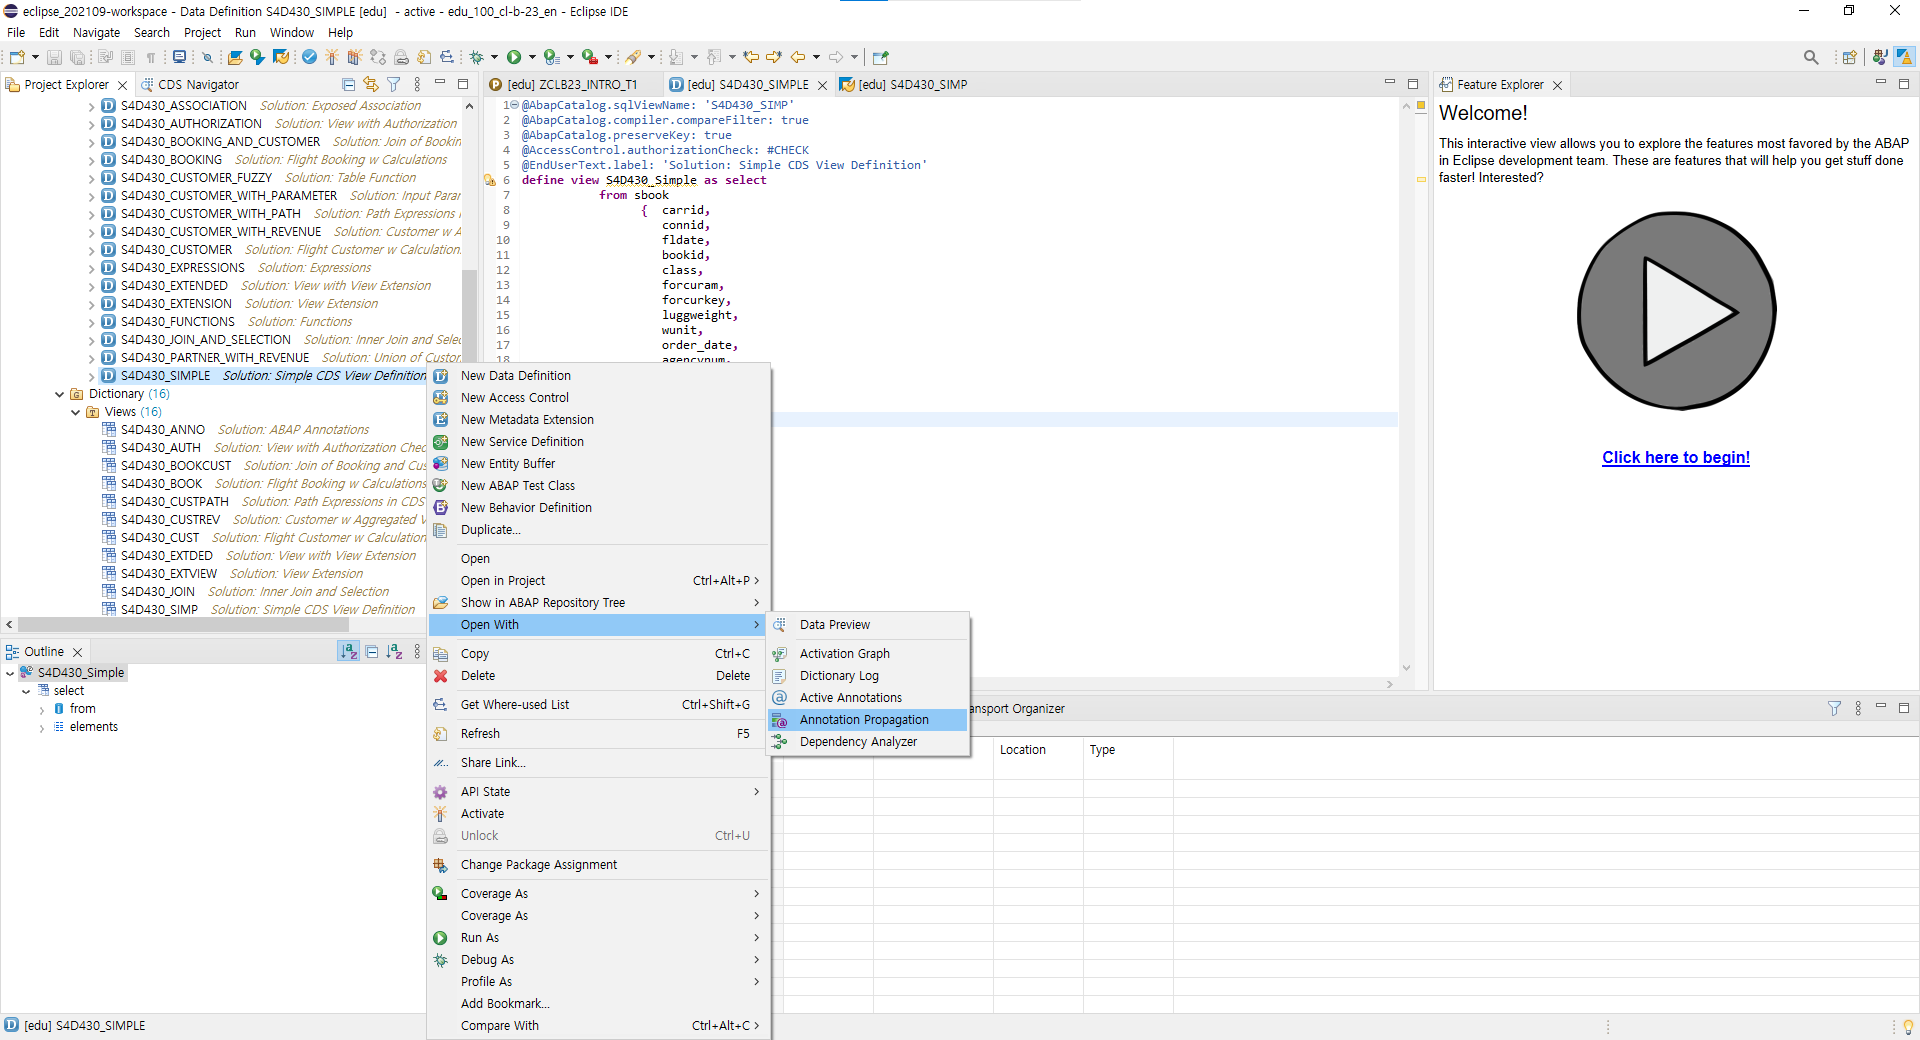 eclipse_202109-workspace - Data Definition S4D430_SIMPLE [edu]  - active - edu_100_cl-b-23_en - Eclipse IDE
File Edit Navigate Search Project Run Window Help
Project Explorer
CDS Navigator
S4D430_ASSOCIATION Solution: Exposed Association
S4D430_AUTHORIZATION Solution: View with Authorization
S4D430_BOOKING_AND_CUSTOMER Solution: Join of Bookin
S4D430_BOOKING Solution: Flight Booking w Calculations
S4D430_CUSTOMER_FUZZY Solution: Table Function
S4D430_CUSTOMER_WITH_PARAMETER Solution: Input Parar
S4D430_CUSTOMER_WITH_PATH Solution: Path Expressions i
S4D430_CUSTOMER_WITH_REVENUE Solution: Customer w A
S4D430_CUSTOMER Solution: Flight Customer w Calculation
S4D430_EXPRESSIONS Solution: Expressions
S4D430_EXTENDED Solution: View with View Extension
S4D430_EXTENSION Solution: View Extension
S4D430_FUNCTIONS Solution: Functions
S4D430_JOIN_AND_SELECTION Solution: Inner Join and Selec
S4D430_PARTNER_WITH_REVENUE Solution: Union of Custor
S4D430_SIMPLE Solution: Simple CDS View Definition
Dictionary (16)
Views (16)
S4D430_ANNO Solution: ABAP Annotations
S4D430_AUTH Solution: View with Authorization Chec
S4D430_BOOKCUST Solution: Join of Booking and Cus
S4D430_BOOK Solution: Flight Booking w Calculations
S4D430_CUSTPATH Solution: Path Expressions in CDS
S4D430_CUSTREV Solution: Customer w Aggregated V
S4D430_CUST Solution: Flight Customer w Calculation
S4D430_EXTDED Solution: View with View Extension
S4D430_EXTVIEW Solution: View Extension
S4D430_JOIN Solution: Inner Join and Selection
S4D430_SIMP Solution: Simple CDS View Definition
Outline
S4D430_Simple
select
from
elements
[edu] ZCLB23_INTRO_T1
[edu] S4D430_SIMPLE
[edu] S4D430_SIMP
1 @AbapCatalog.sqlViewName: 'S4D430_SIMP'
2 @AbapCatalog.compiler.compareFilter: true
3 @AbapCatalog.preserveKey: true
4 @AccessControl.authorizationCheck: #CHECK
5 @EndUserText.label: 'Solution: Simple CDS View Definition'
6 define view S4D430_Simple as select
7 from sbook
8 { carrid,
9 connid,
10 fldate,
11 bookid,
12 class,
13 forcuram,
14 forcurkey,
15 luggweight,
16 wunit,
17 order_date,
18 agencynum,
New Data Definition
New Access Control
New Metadata Extension
New Service Definition
New Entity Buffer
New ABAP Test Class
New Behavior Definition
Duplicate...
Open
Open in Project Ctrl+Alt+P
Show in ABAP Repository Tree
Open With
Copy Ctrl+C
Delete Delete
Get Where-used List Ctrl+Shift+G
Refresh F5
Share Link...
API State
Activate
Unlock Ctrl+U
Change Package Assignment
Coverage As
Coverage As
Run As
Debug As
Profile As
Add Bookmark...
Compare With Ctrl+Alt+C
Data Preview
Activation Graph
Dictionary Log
Active Annotations
Annotation Propagation
Dependency Analyzer
ansport Organizer
Location Type
Feature Explorer
Welcome!
This interactive view allows you to explore the features most favored by the ABAP
in Eclipse development team. These are features that will help you get stuff done
faster! Interested?
Click here to begin!
[edu] S4D430_SIMPLE